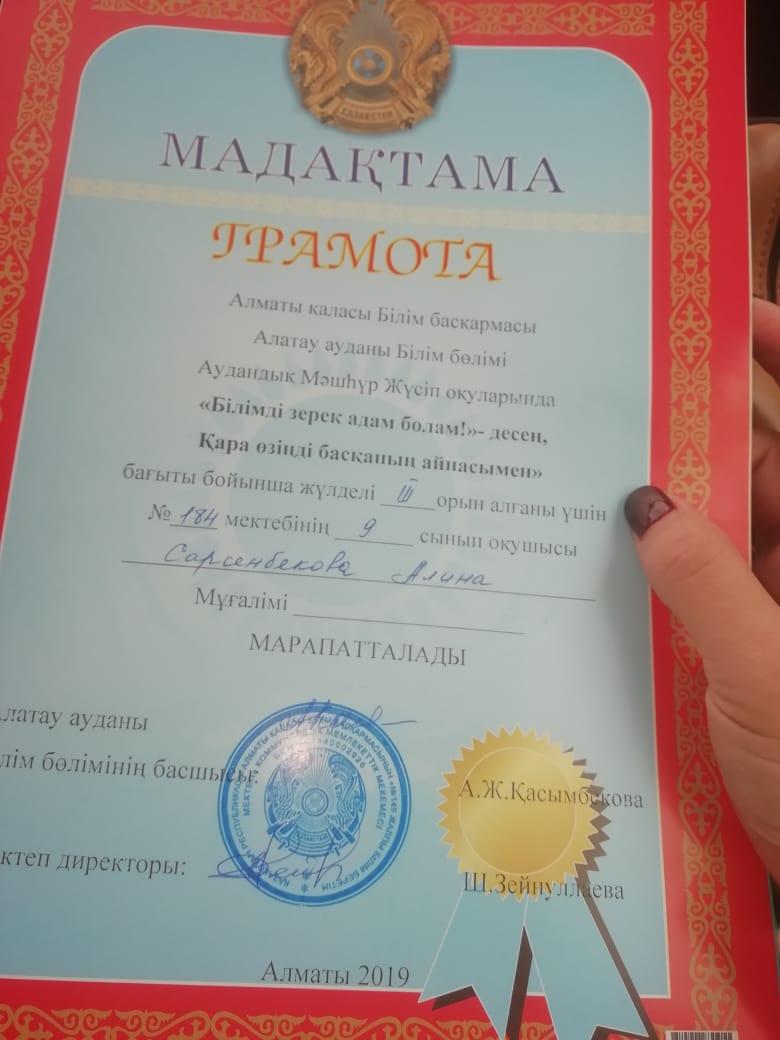 ҚАЗАҚСТАН
МАДАҚТАМА
ГРАМОТА
Алматы қаласы Білім басқармасы
Алатау ауданы Білім бөлімі
Аудандық Мәшһүр Жүсіп оқуларында
«Білімді зерек адам болам!»- десең,
Қара өзіңді басқаның айнасымен»
бағыты бойынша жүлделі III орын алғаны үшін
№ 184 мектебінің 9 сынып оқушысы
Сарсенбекова Алина
Мұғалімі
МАРАПАТТАЛАДЫ
латау ауданы
лім бөлімінің басшысы:
А.Ж.Қасымбекова
ктеп директоры:
Ш.Зейнуллаева
Алматы 2019